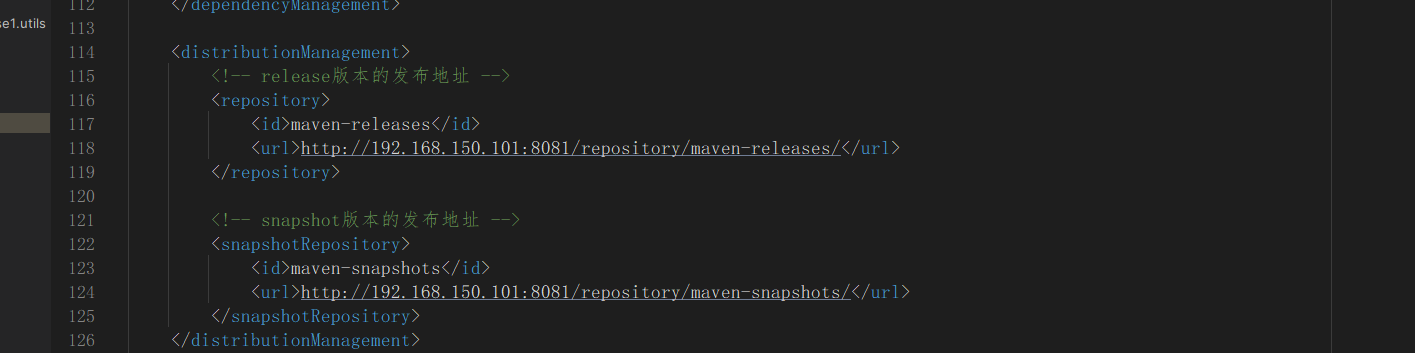 112 </dependencyManagement>
se1.utils
113
114 <distributionManagement>
115 <!-- release版本的发布地址 -->
116 <repository>
117 <id>maven-releases</id>
118 <url>http://192.168.150.101:8081/repository/maven-releases/</url>
119 </repository>
120
121 <!-- snapshot版本的发布地址 -->
122 <snapshotRepository>
123 <id>maven-snapshots</id>
124 <url>http://192.168.150.101:8081/repository/maven-snapshots/</url>
125 </snapshotRepository>
126 </distributionManagement>